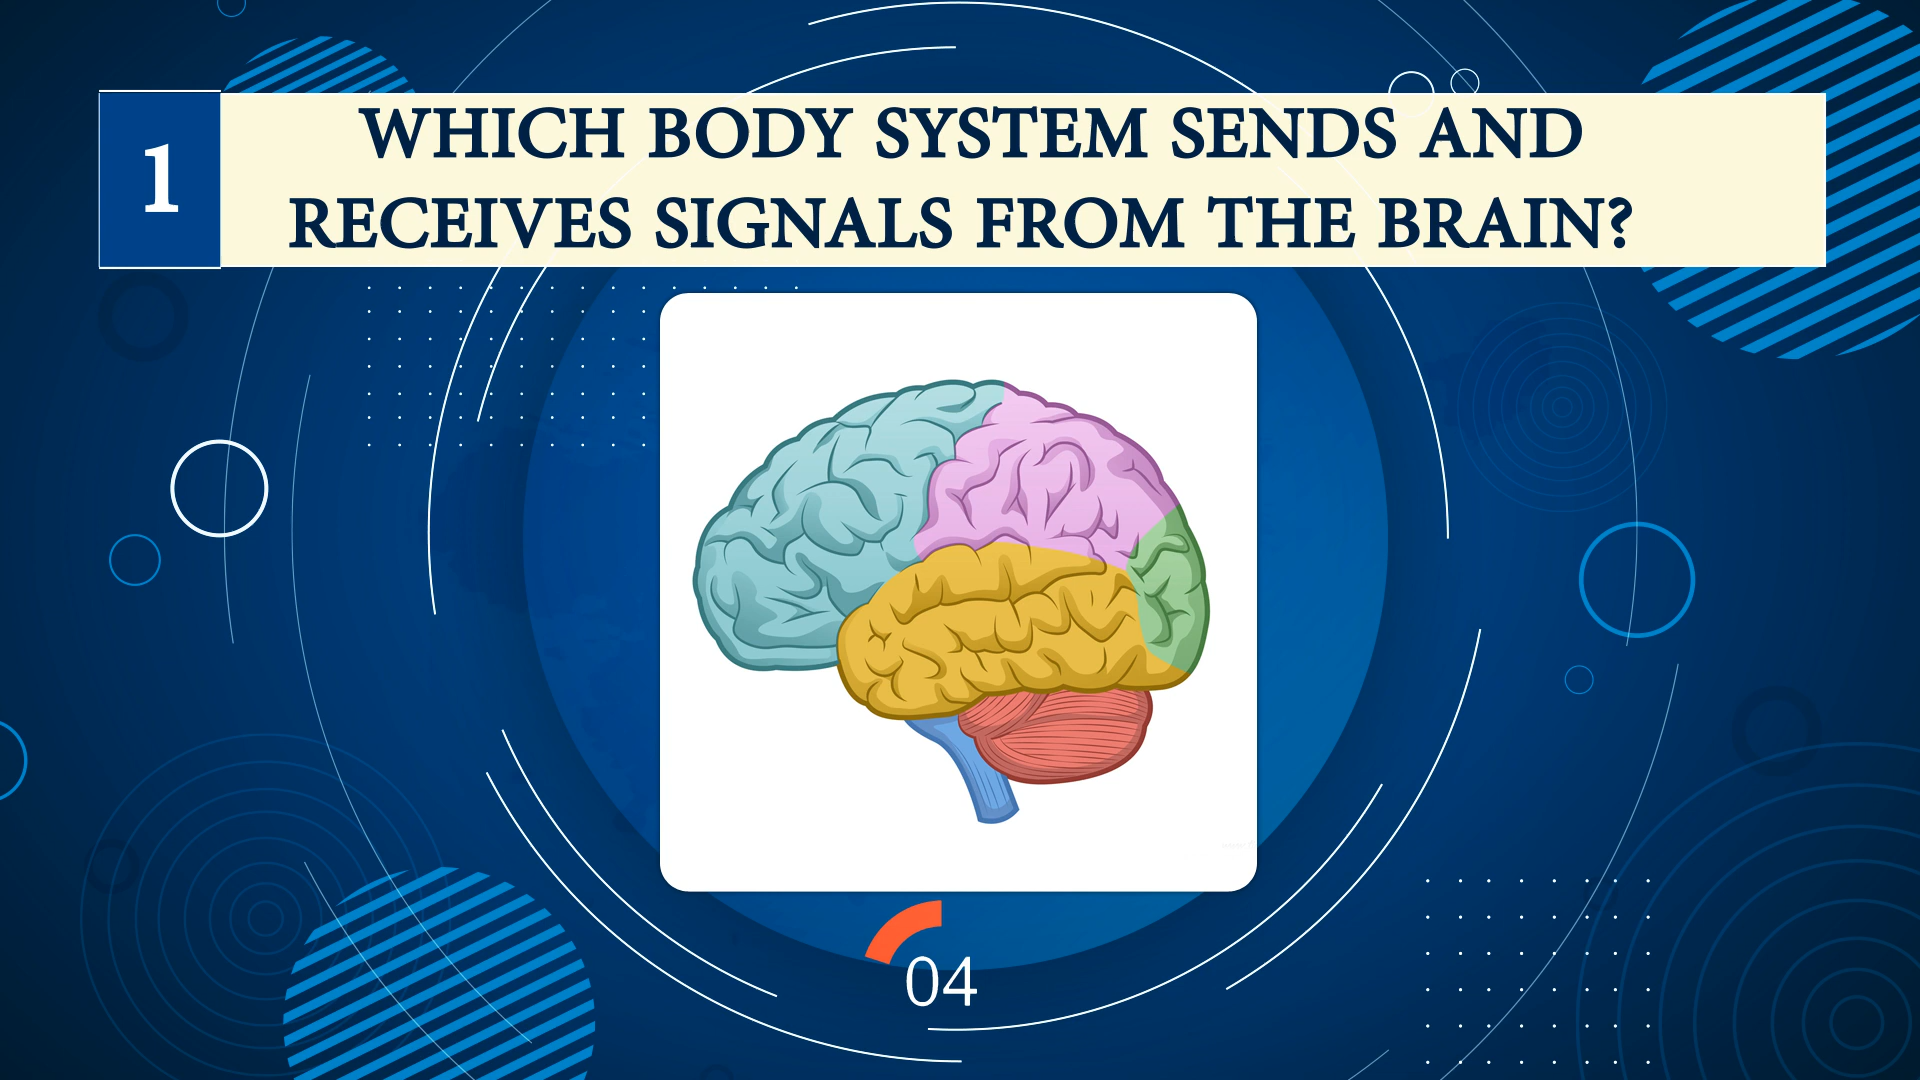 1
WHICH BODY SYSTEM SENDS AND
RECEIVES SIGNALS FROM THE BRAIN?
04